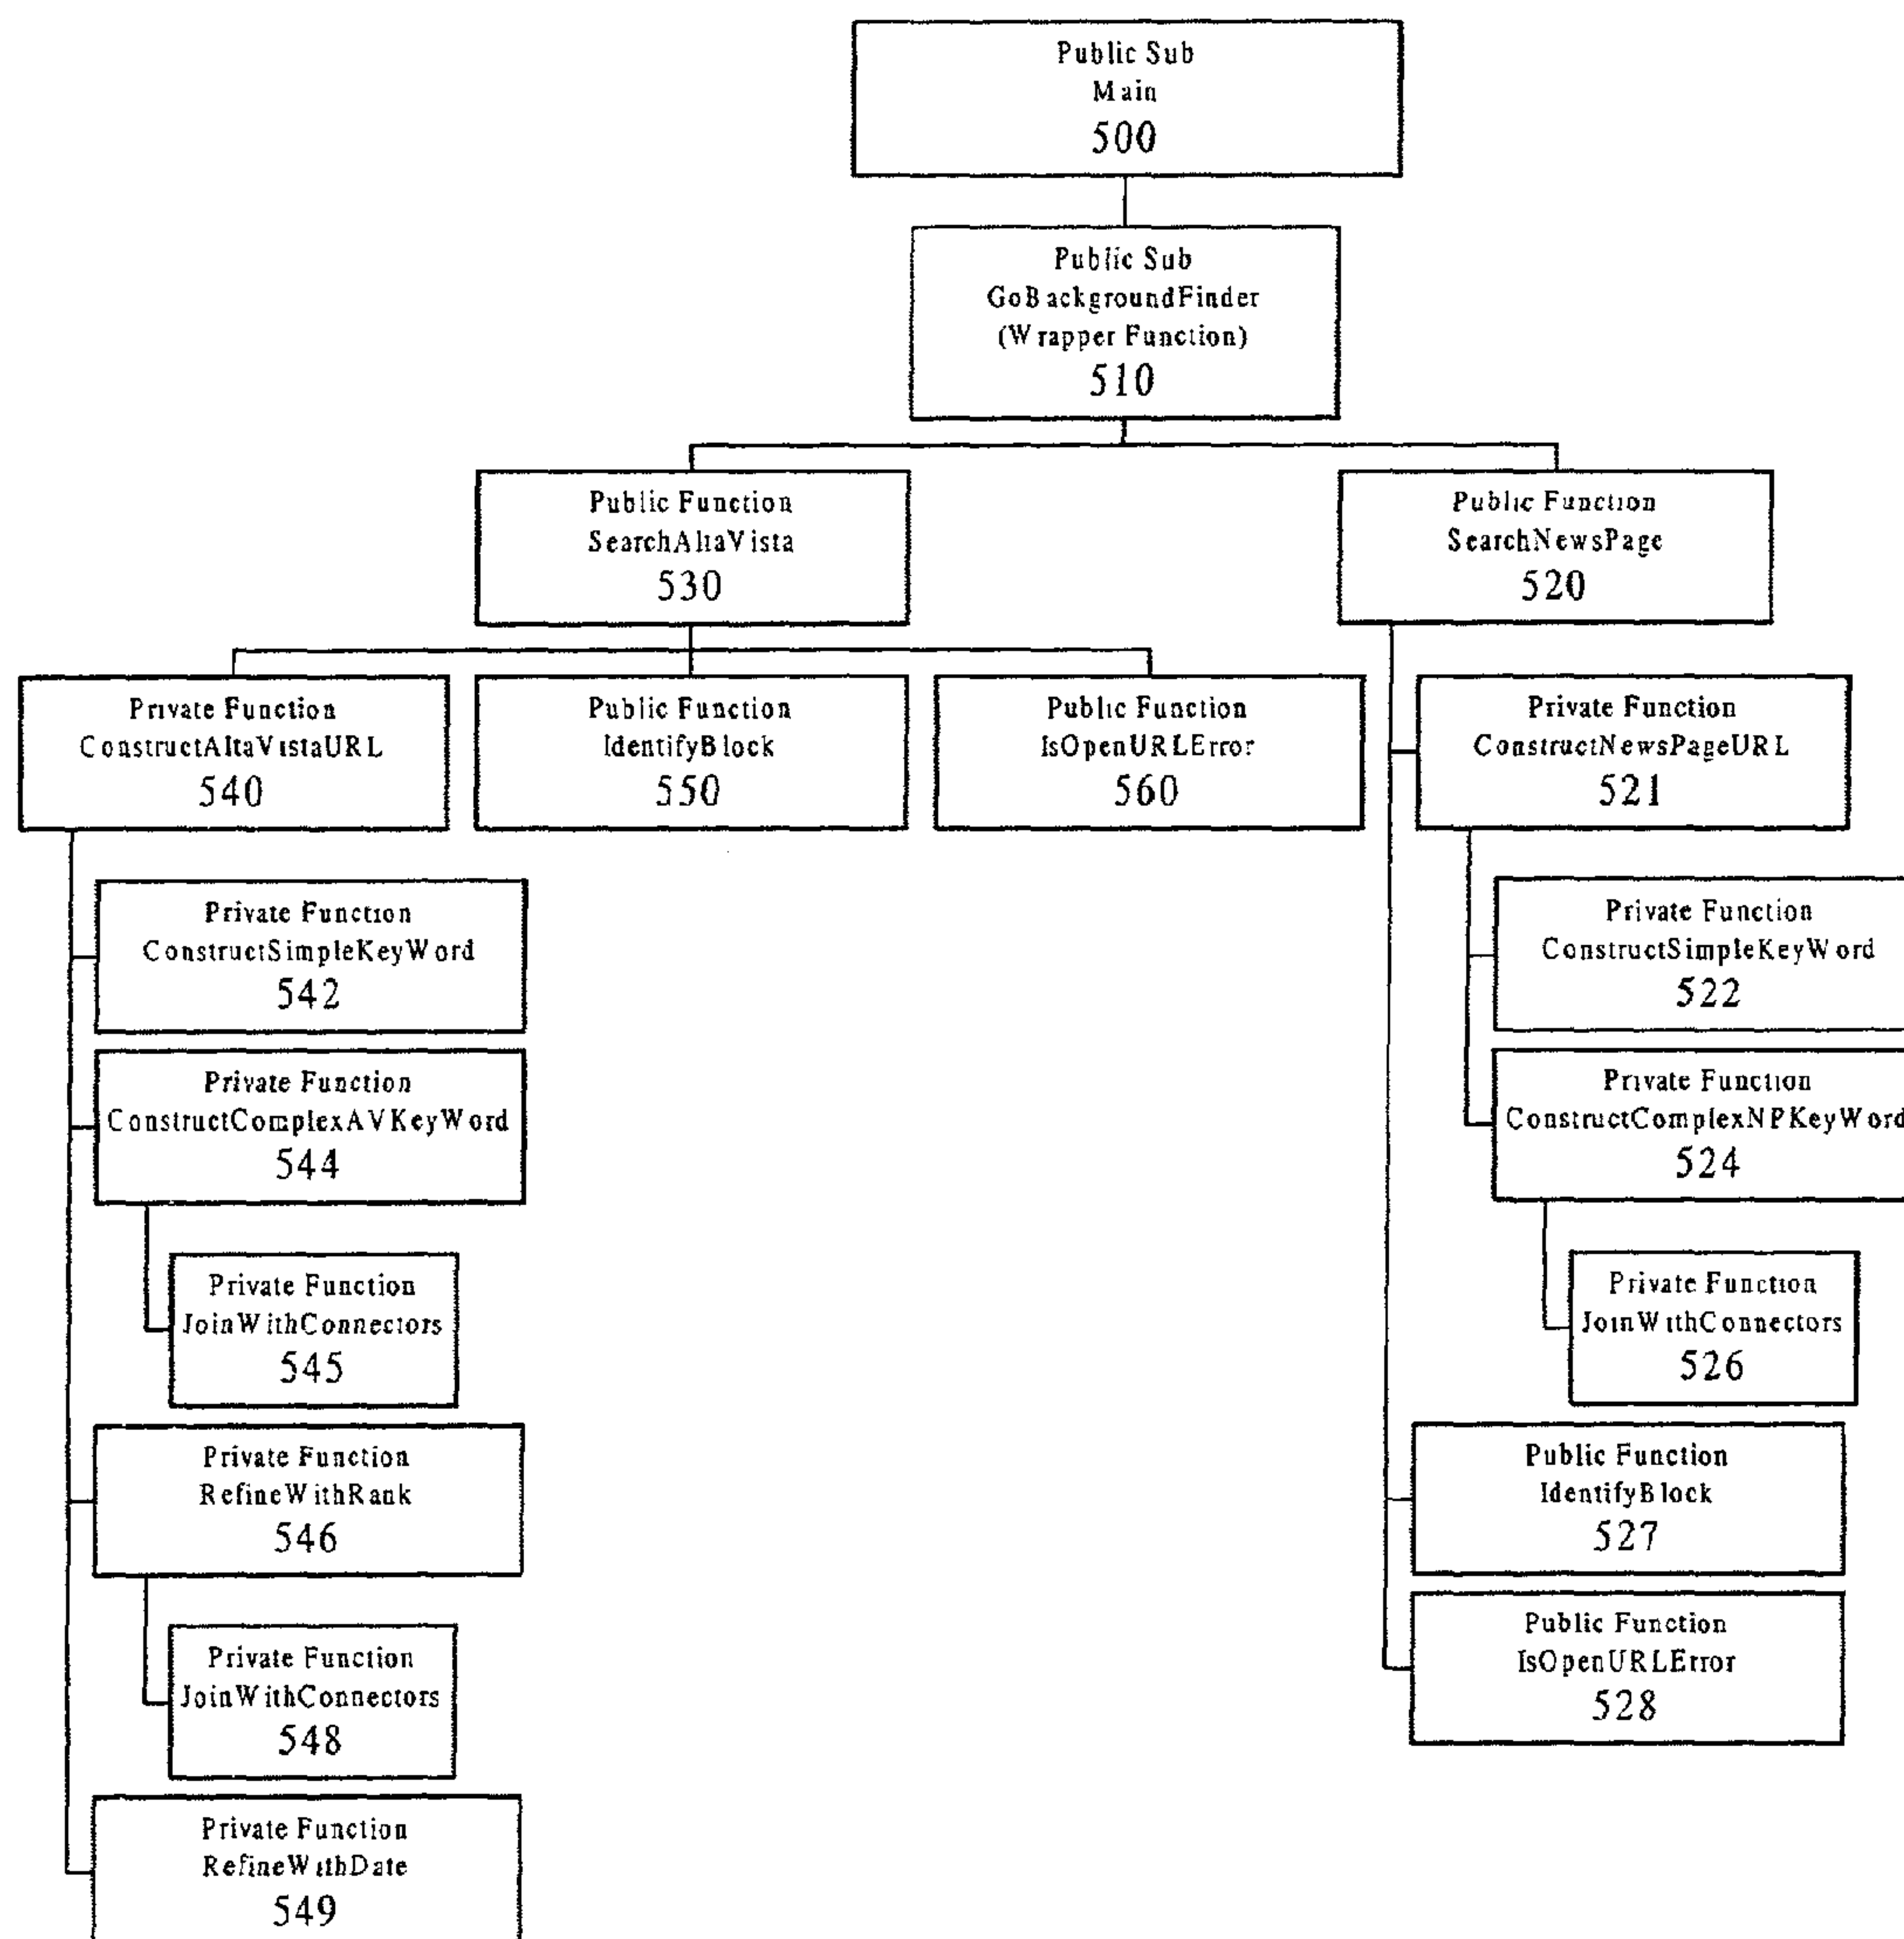 Public Sub
Main
500
Public Sub
GoBackgroundFinder
(Wrapper Function)
510
Public Function
SearchAltaVista
530
Public Function
SearchNewsPage
520
Private Function
ConstructAltaVistaURL
540
Public Function
IdentifyBlock
550
Public Function
IsOpenURLError
560
Private Function
ConstructNewsPageURL
521
Private Function
ConstructSimpleKeyWord
542
Private Function
ConstructComplexAVKeyWord
544
Private Function
JoinWithConnectors
545
Private Function
RefineWithRank
546
Private Function
JoinWithConnectors
548
Private Function
RefineWithDate
549
Private Function
ConstructSimpleKeyWord
522
Private Function
ConstructComplexNPKeyWord
524
Private Function
JoinWithConnectors
526
Public Function
IdentifyBlock
527
Public Function
IsOpenURLError
528